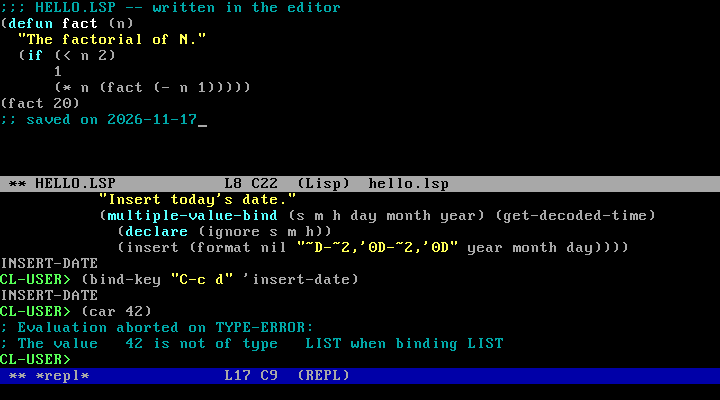 ;;; HELLO.LSP -- written in the editor
(defun fact (n)
  "The factorial of N."
  (if (< n 2)
      1
      (* n (fact (- n 1)))))
(fact 20)
;; saved on 2026-11-17_
 ** HELLO.LSP            L8 C22  (Lisp)  hello.lsp
           "Insert today's date."
           (multiple-value-bind (s m h day month year) (get-decoded-time)
             (declare (ignore s m h))
             (insert (format nil "~D-~2,'0D-~2,'0D" year month day))))
INSERT-DATE
CL-USER> (bind-key "C-c d" 'insert-date)
INSERT-DATE
CL-USER> (car 42)
; Evaluation aborted on TYPE-ERROR:
; The value   42 is not of type   LIST when binding LIST
CL-USER>
 ** *repl*               L17 C9  (REPL)